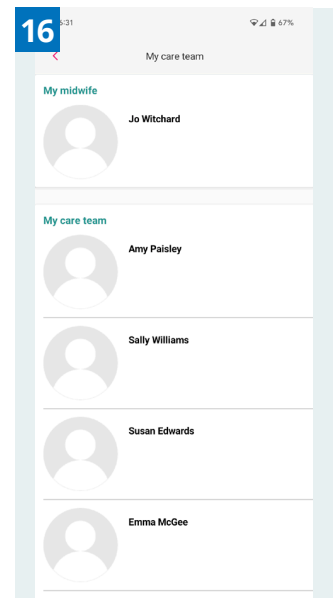 16
5:31
67%
My care team
My midwife
Jo Witchard
My care team
Amy Paisley
Sally Williams
Susan Edwards
Emma McGee